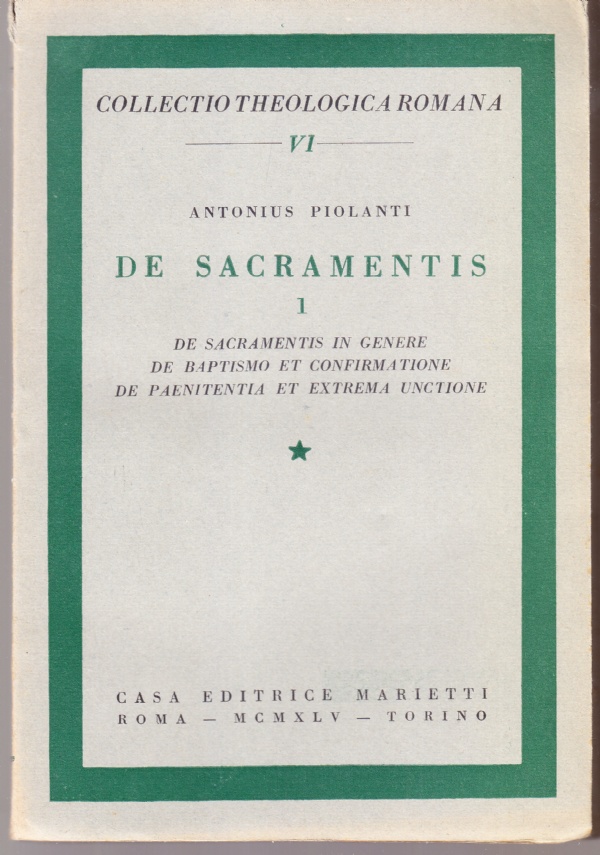 COLLECTIO THEOLOGICA ROMANA
VI
ANTONIUS PIOLANTI
DE SACRAMENTIS
1
DE SACRAMENTIS IN GENERE
DE BAPTISMO ET CONFIRMATIONE
DE PAENITENTIA ET EXTREMA UNCTIONE
CASA EDITRICE MARIETTI
ROMA — MCMXLV — TORINO